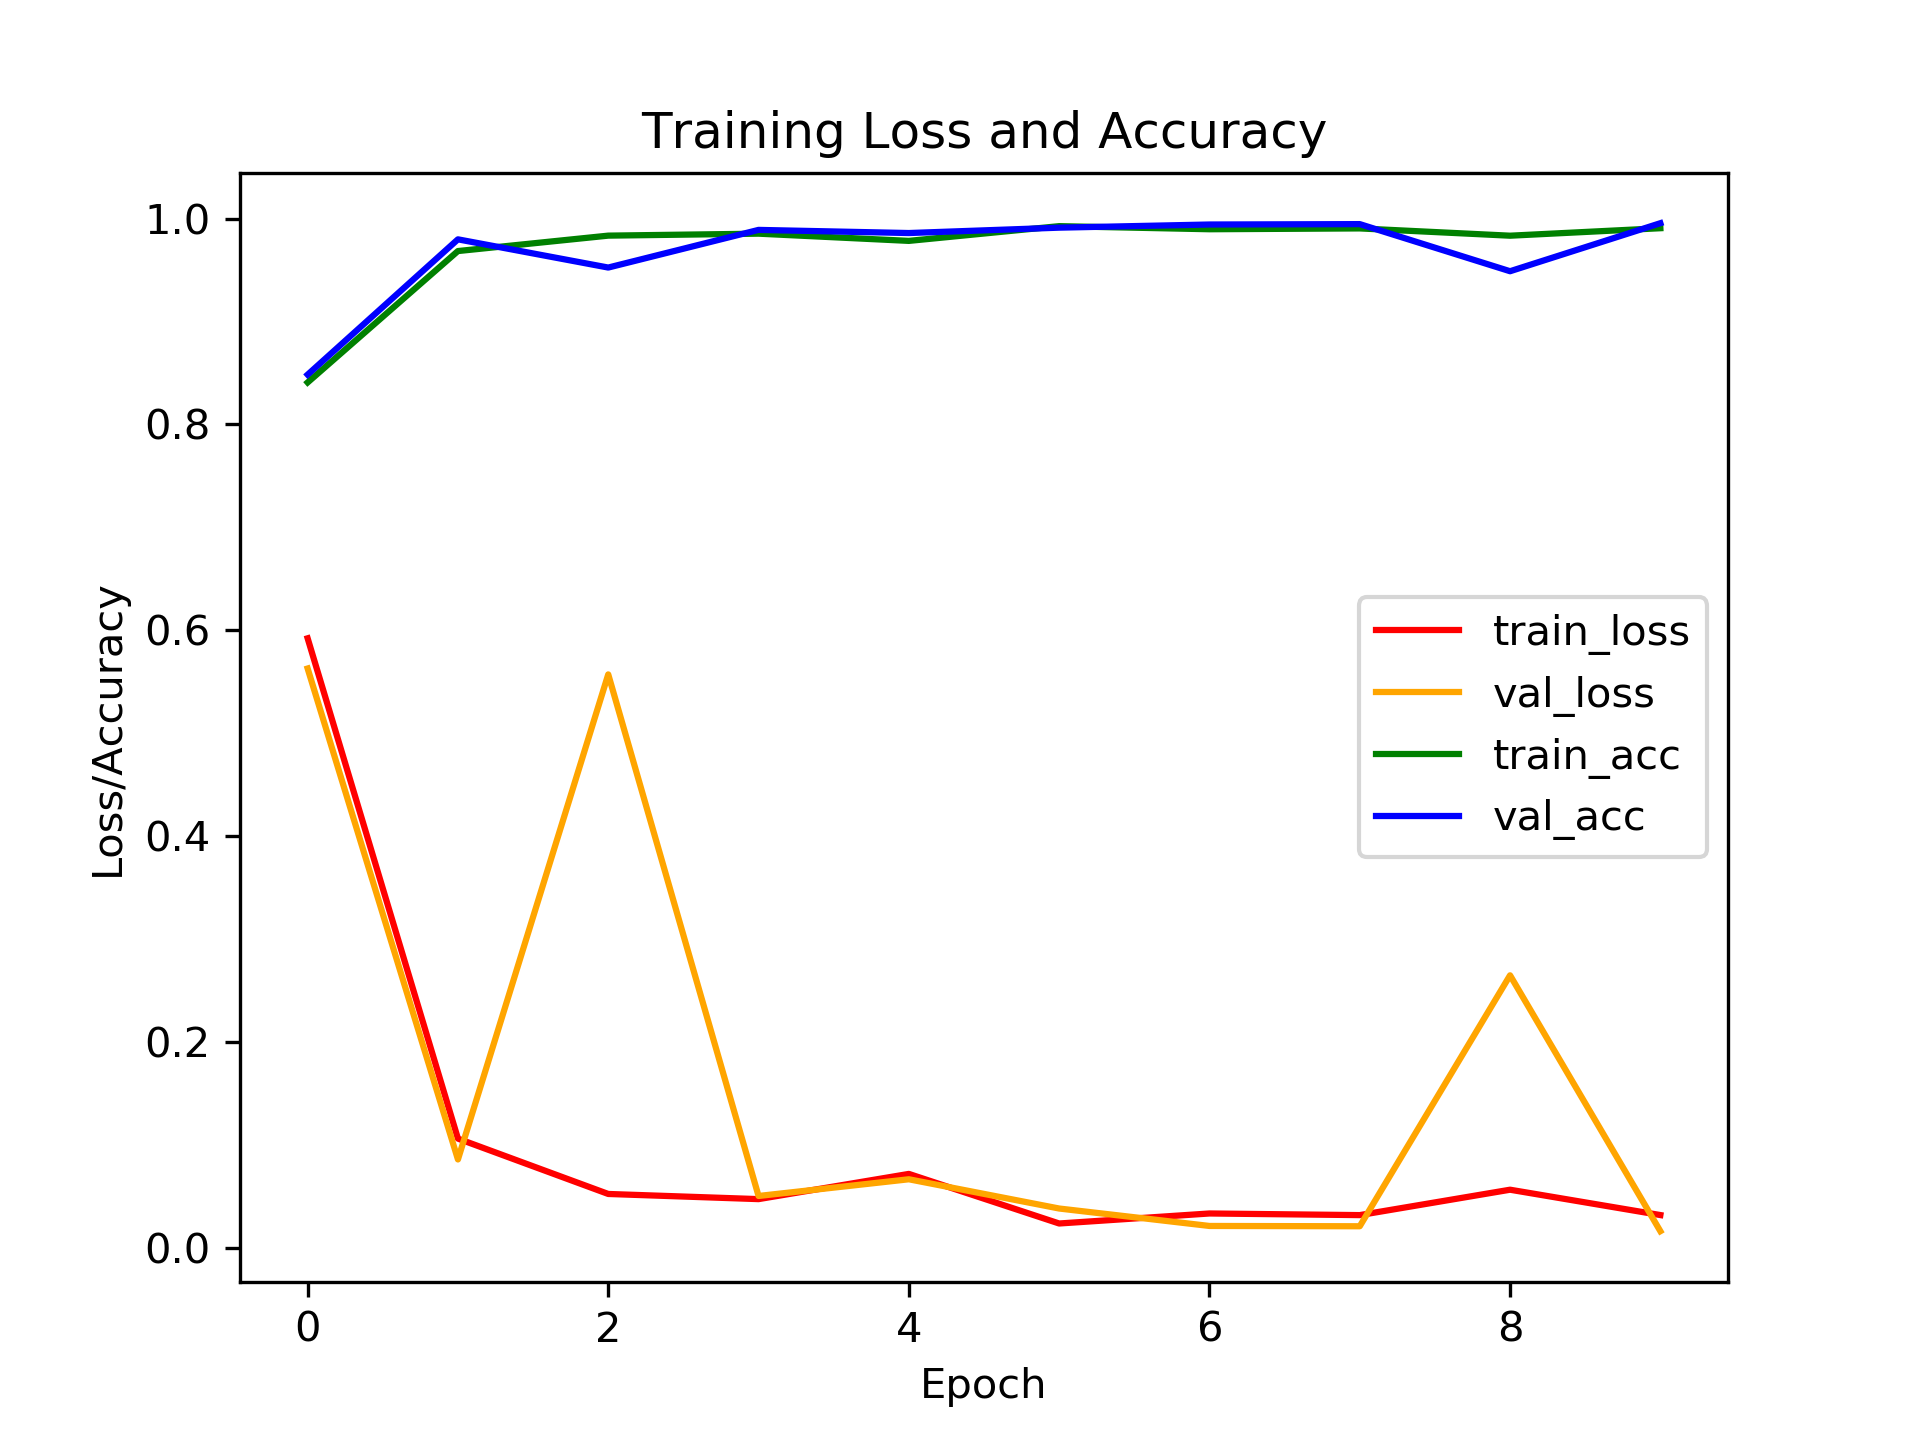 Training Loss and Accuracy
1.0
0.8
0.6
0.4
0.2
0.0
Loss/Accuracy
train_loss
val_loss
train_acc
val_acc
0 2 4 6 8
Epoch